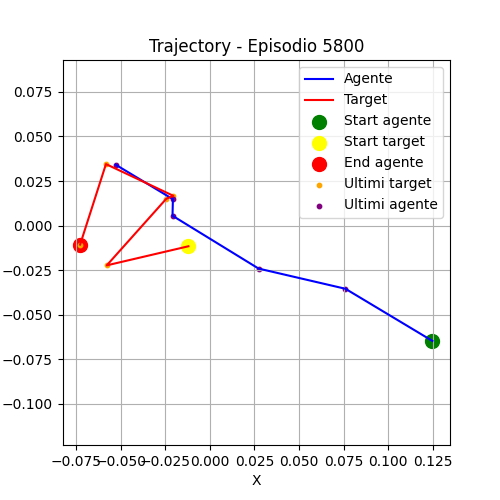 Trajectory - Episodio 5800
Agente
Target
Start agente
Start target
End agente
Ultimi target
Ultimi agente
0.075
0.050
0.025
0.000
−0.025
−0.050
−0.075
−0.100
−0.075 −0.050 −0.025 0.000 0.025 0.050 0.075 0.100 0.125
X